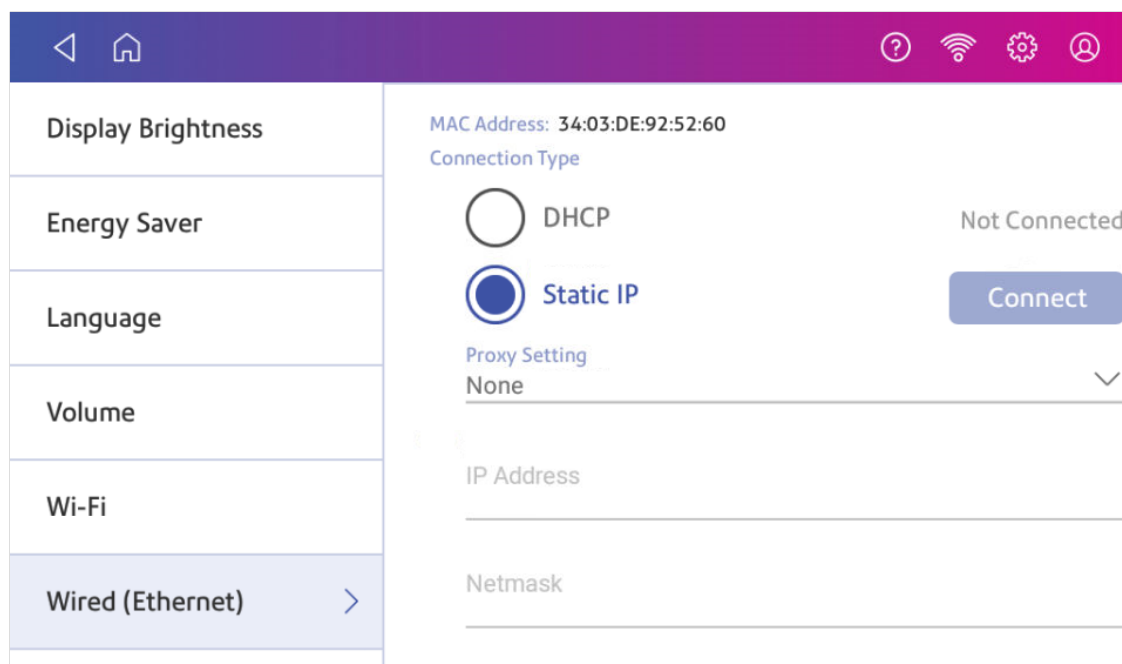 Display Brightness
Energy Saver
Language
Volume
Wi-Fi
Wired (Ethernet)
MAC Address: 34:03:DE:92:52:60
Connection Type
DHCP
Not Connected
Static IP
Connect
Proxy Setting
None
IP Address
Netmask